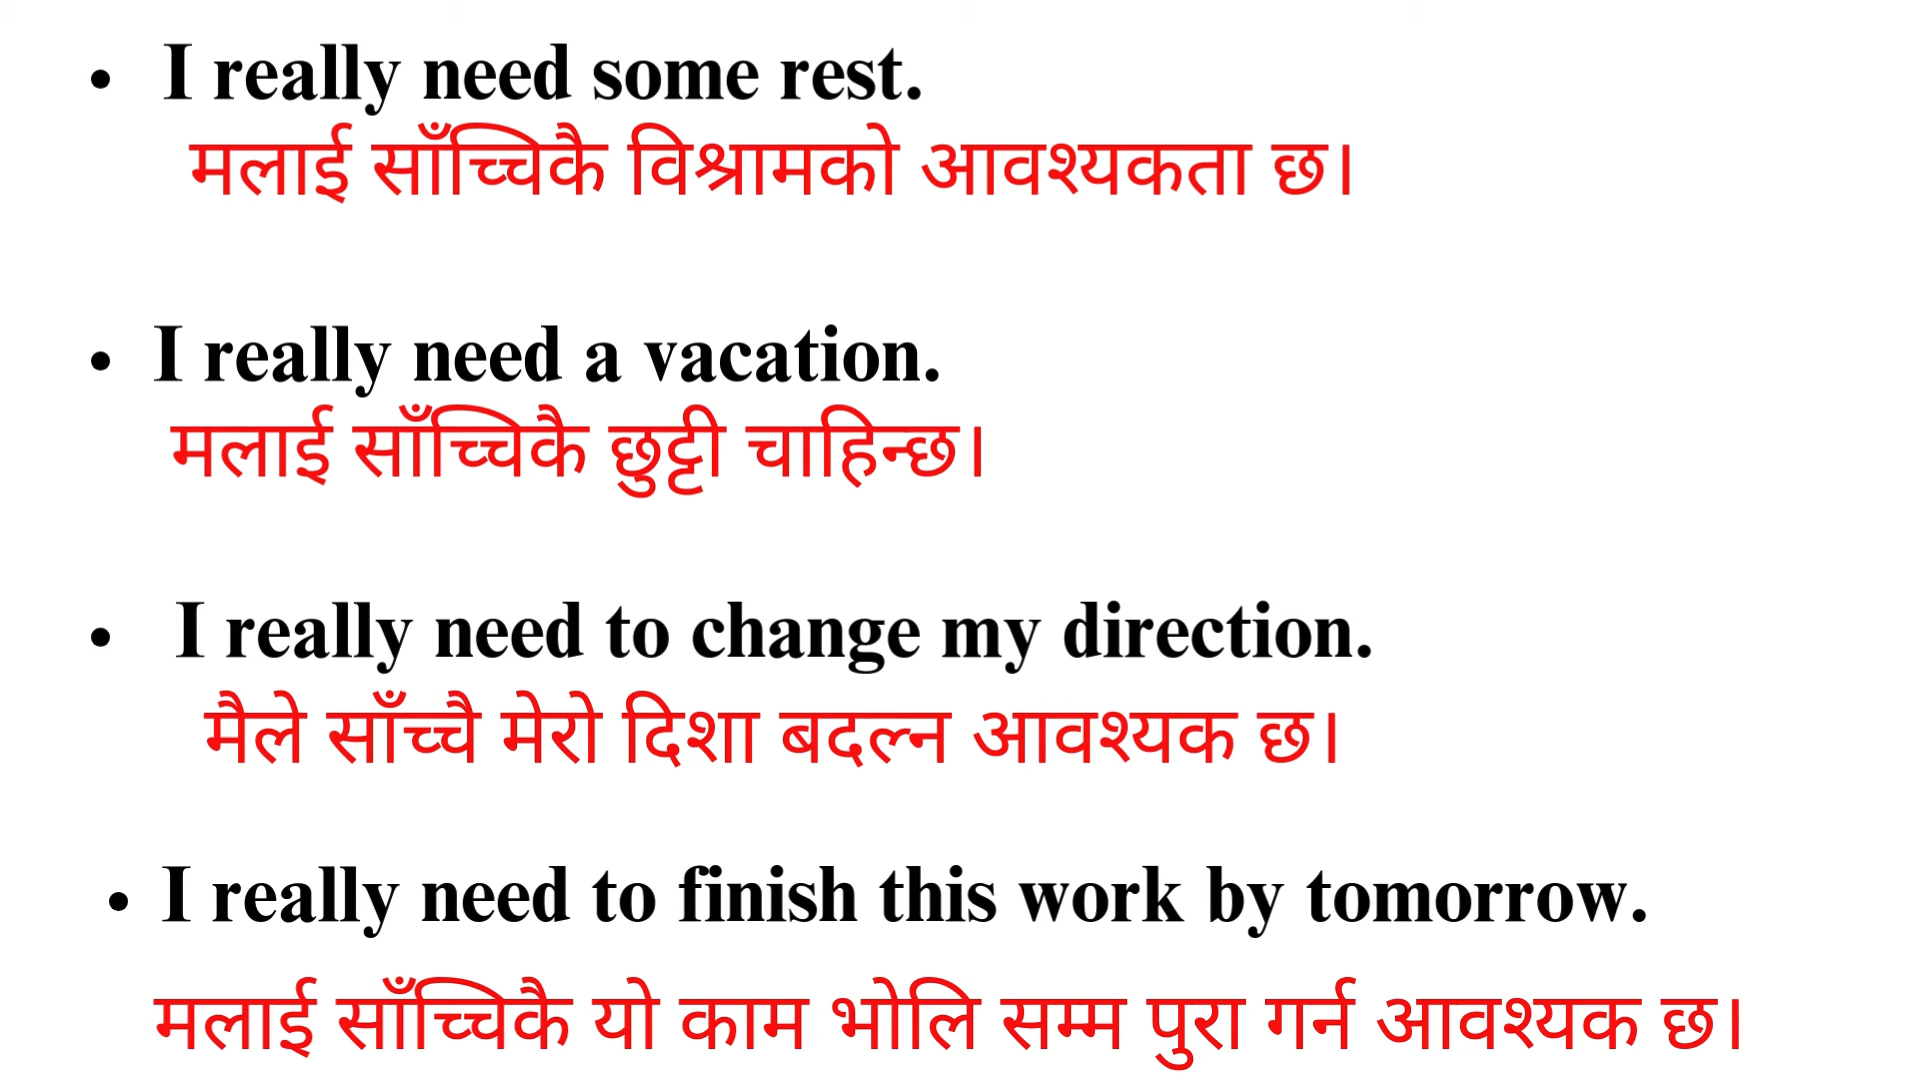 • I really need some rest.
मलाई साँच्चिकै विश्रामको आवश्यकता छ।
• I really need a vacation.
मलाई साँच्चिकै छुट्टी चाहिन्छ।
• I really need to change my direction.
मैले साँच्चै मेरो दिशा बदल्न आवश्यक छ।
• I really need to finish this work by tomorrow.
मलाई साँच्चिकै यो काम भोलि सम्म पुरा गर्न आवश्यक छ।